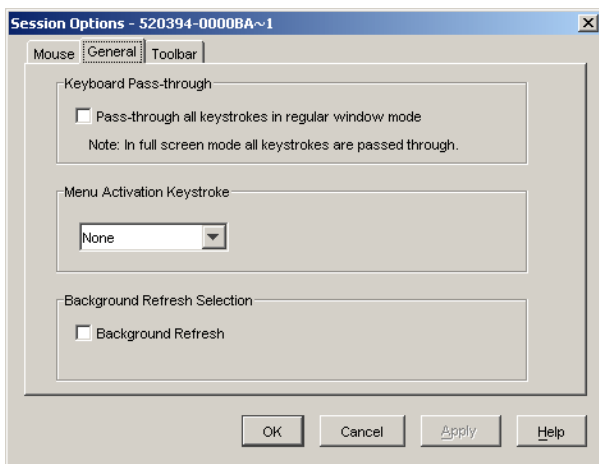 Session Options - 520394-0000BA~1
Mouse General Toolbar
Keyboard Pass-through
Pass-through all keystrokes in regular window mode
Note: In full screen mode all keystrokes are passed through.
Menu Activation Keystroke
None
Background Refresh Selection
Background Refresh
OK Cancel Apply Help